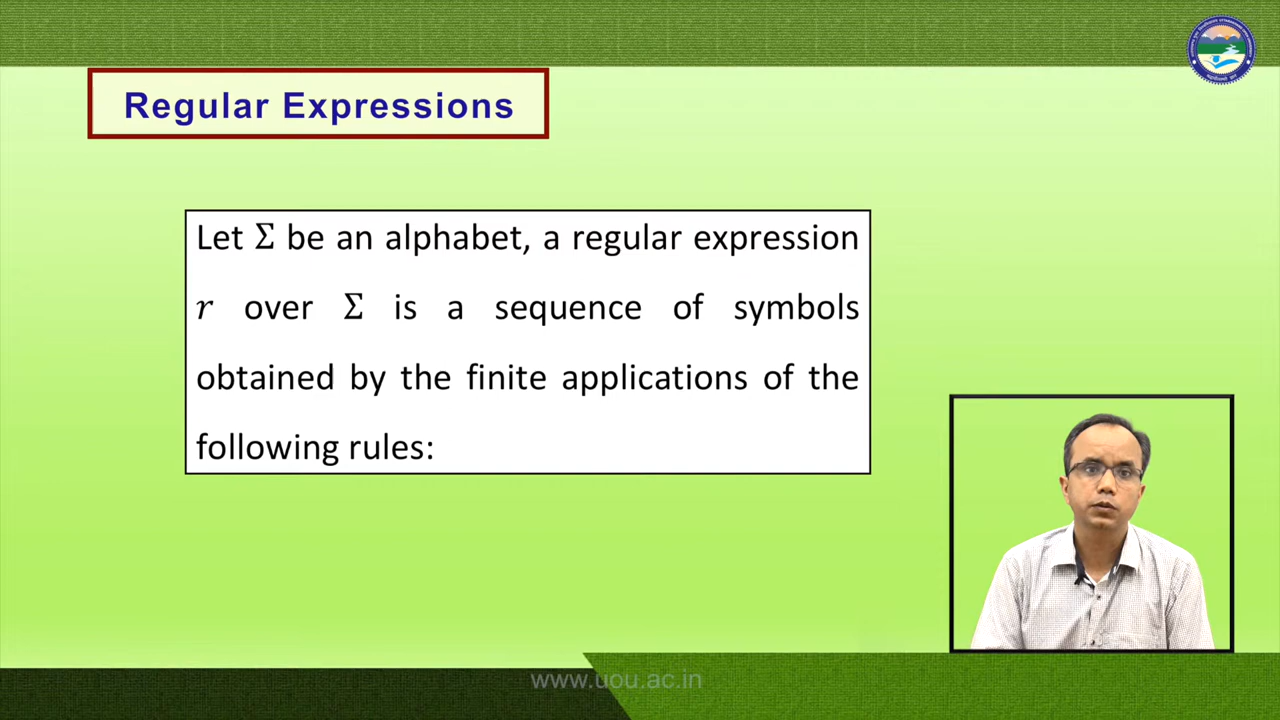 Regular Expressions
Let Σ be an alphabet, a regular expression
r over Σ is a sequence of symbols
obtained by the finite applications of the
following rules:
www.uou.ac.in